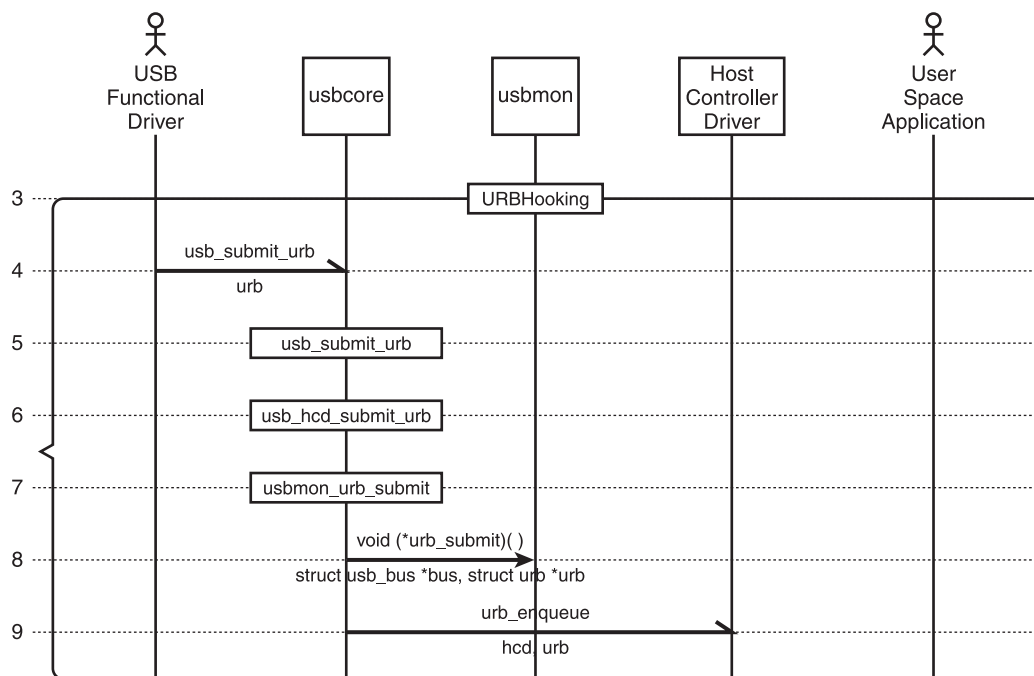 USB
Functional
Driver
usbcore
usbmon
Host
Controller
Driver
User
Space
Application
3
URBHooking
4
usb_submit_urb
urb
5
usb_submit_urb
6
usb_hcd_submit_urb
7
usbmon_urb_submit
8
void (*urb_submit)( )
struct usb_bus *bus, struct urb *urb
9
urb_enqueue
hcd, urb